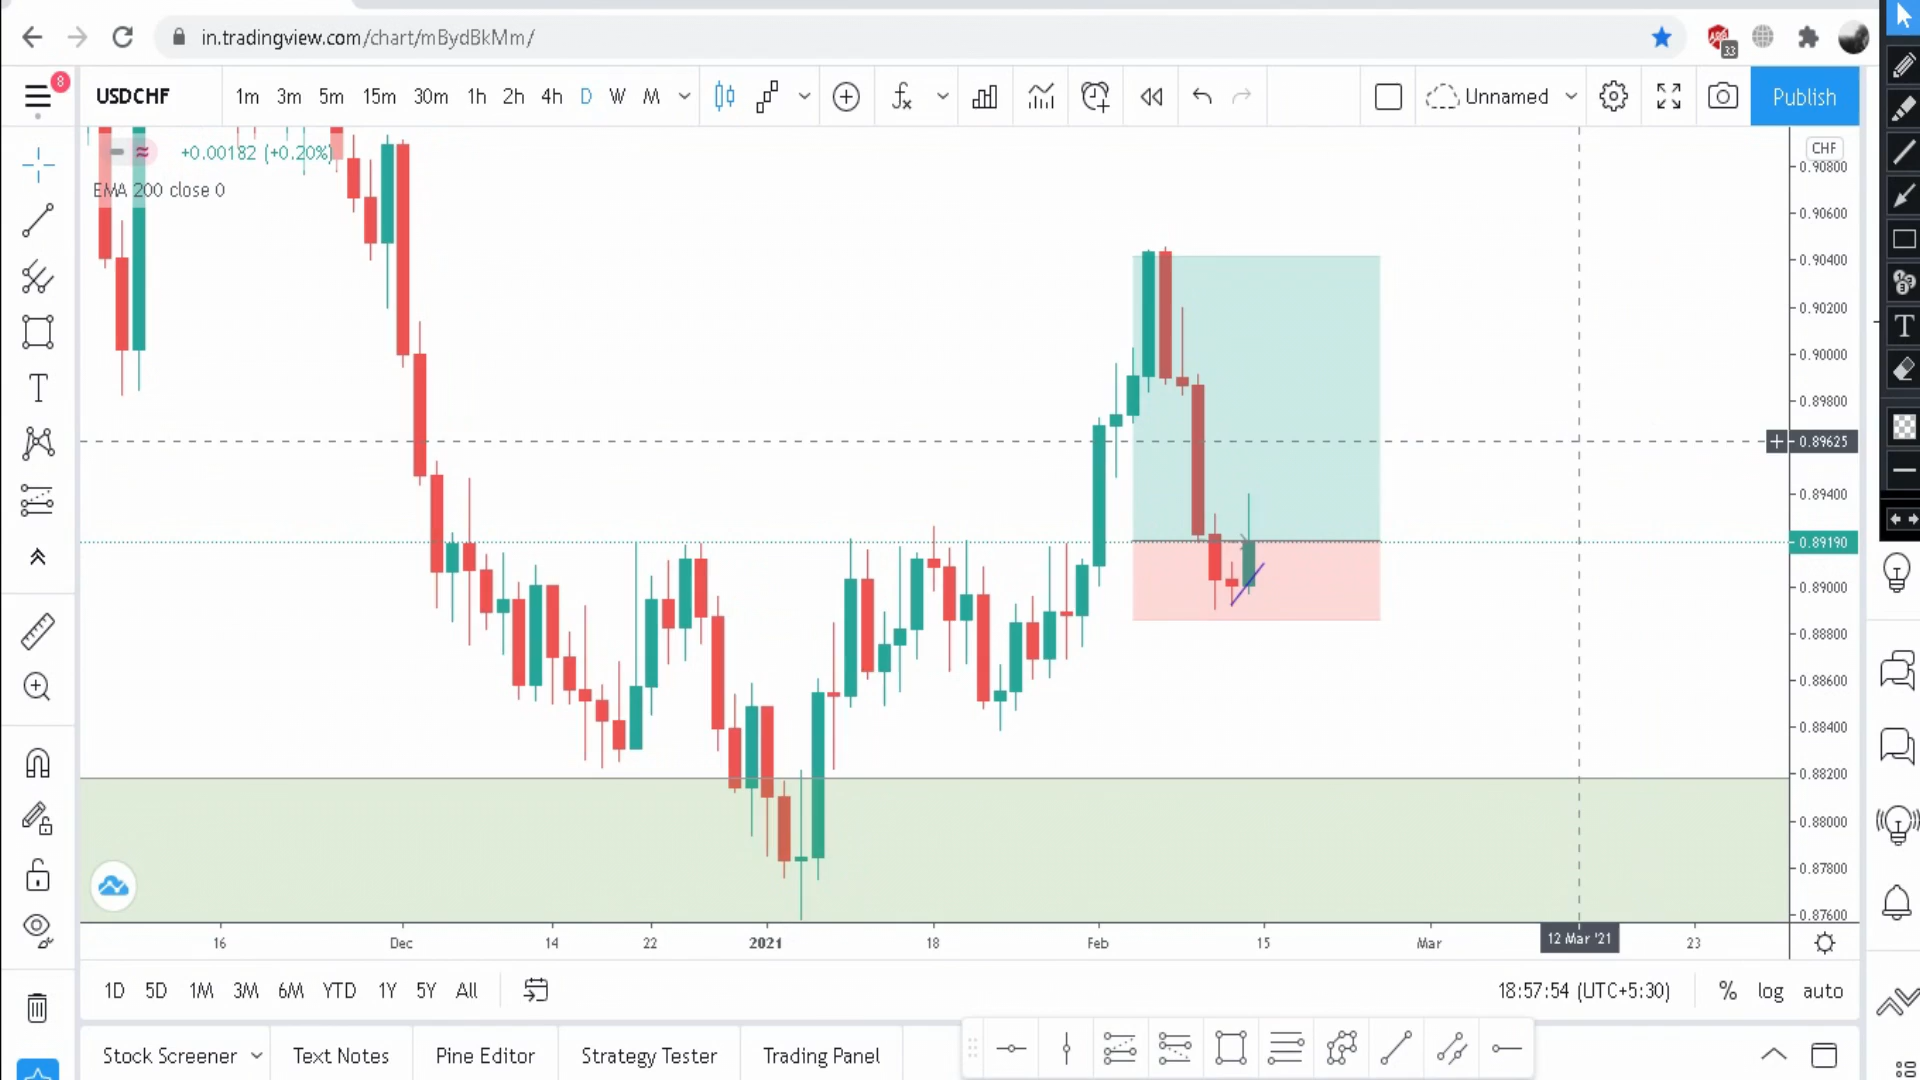 in.tradingview.com/chart/mBydBkMm/
33
8
USDCHF 1m 3m 5m 15m 30m 1h 2h 4h D W M Unnamed Publish
+0.00182 (+0.20%)
EMA 200 close 0
CHF
0.90800
0.90600
0.90400
0.90200
0.90000
0.89800
0.89625
0.89400
0.89190
0.89000
0.88800
0.88600
0.88400
0.88200
0.88000
0.87800
0.87600
16 Dec 14 22 2021 18 Feb 15 Mar 12 Mar '21 23
1D 5D 1M 3M 6M YTD 1Y 5Y All 18:57:54 (UTC+5:30) % log auto
Stock Screener Text Notes Pine Editor Strategy Tester Trading Panel